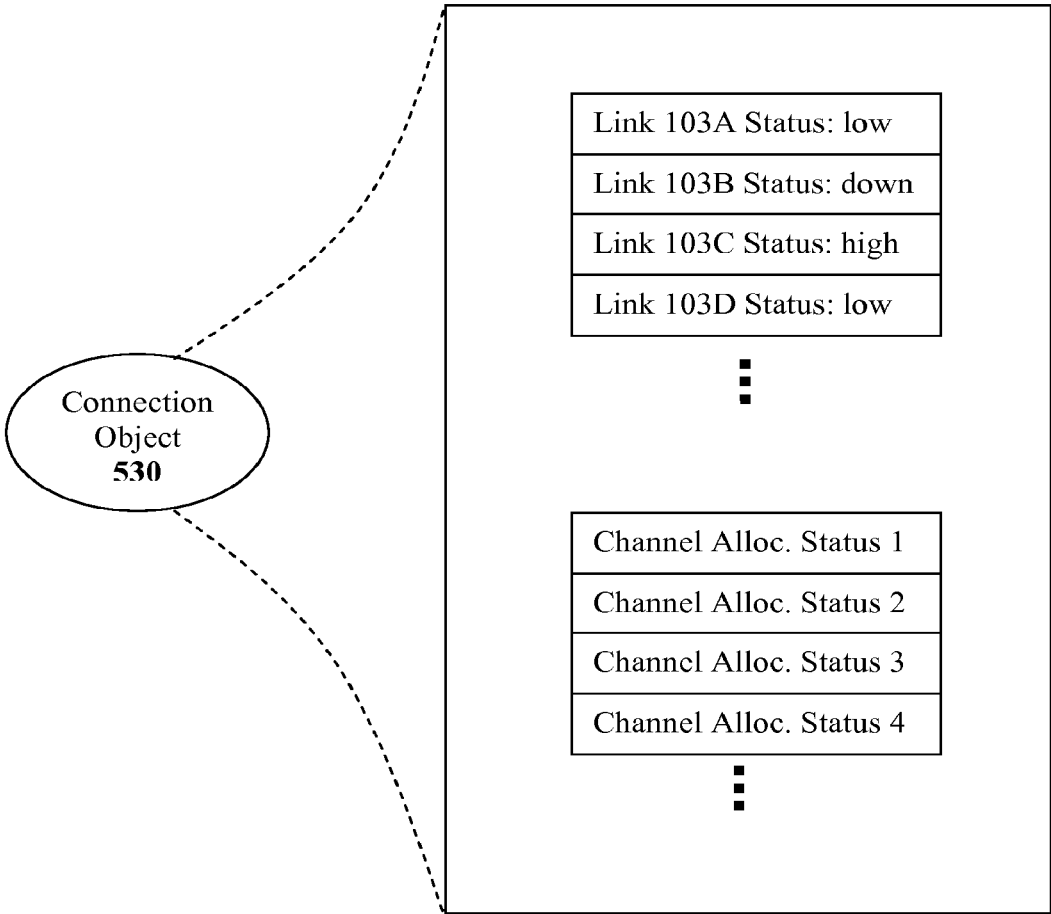 Link 103A Status: low
Link 103B Status: down
Link 103C Status: high
Link 103D Status: low
Connection
Object
530
Channel Alloc. Status 1
Channel Alloc. Status 2
Channel Alloc. Status 3
Channel Alloc. Status 4